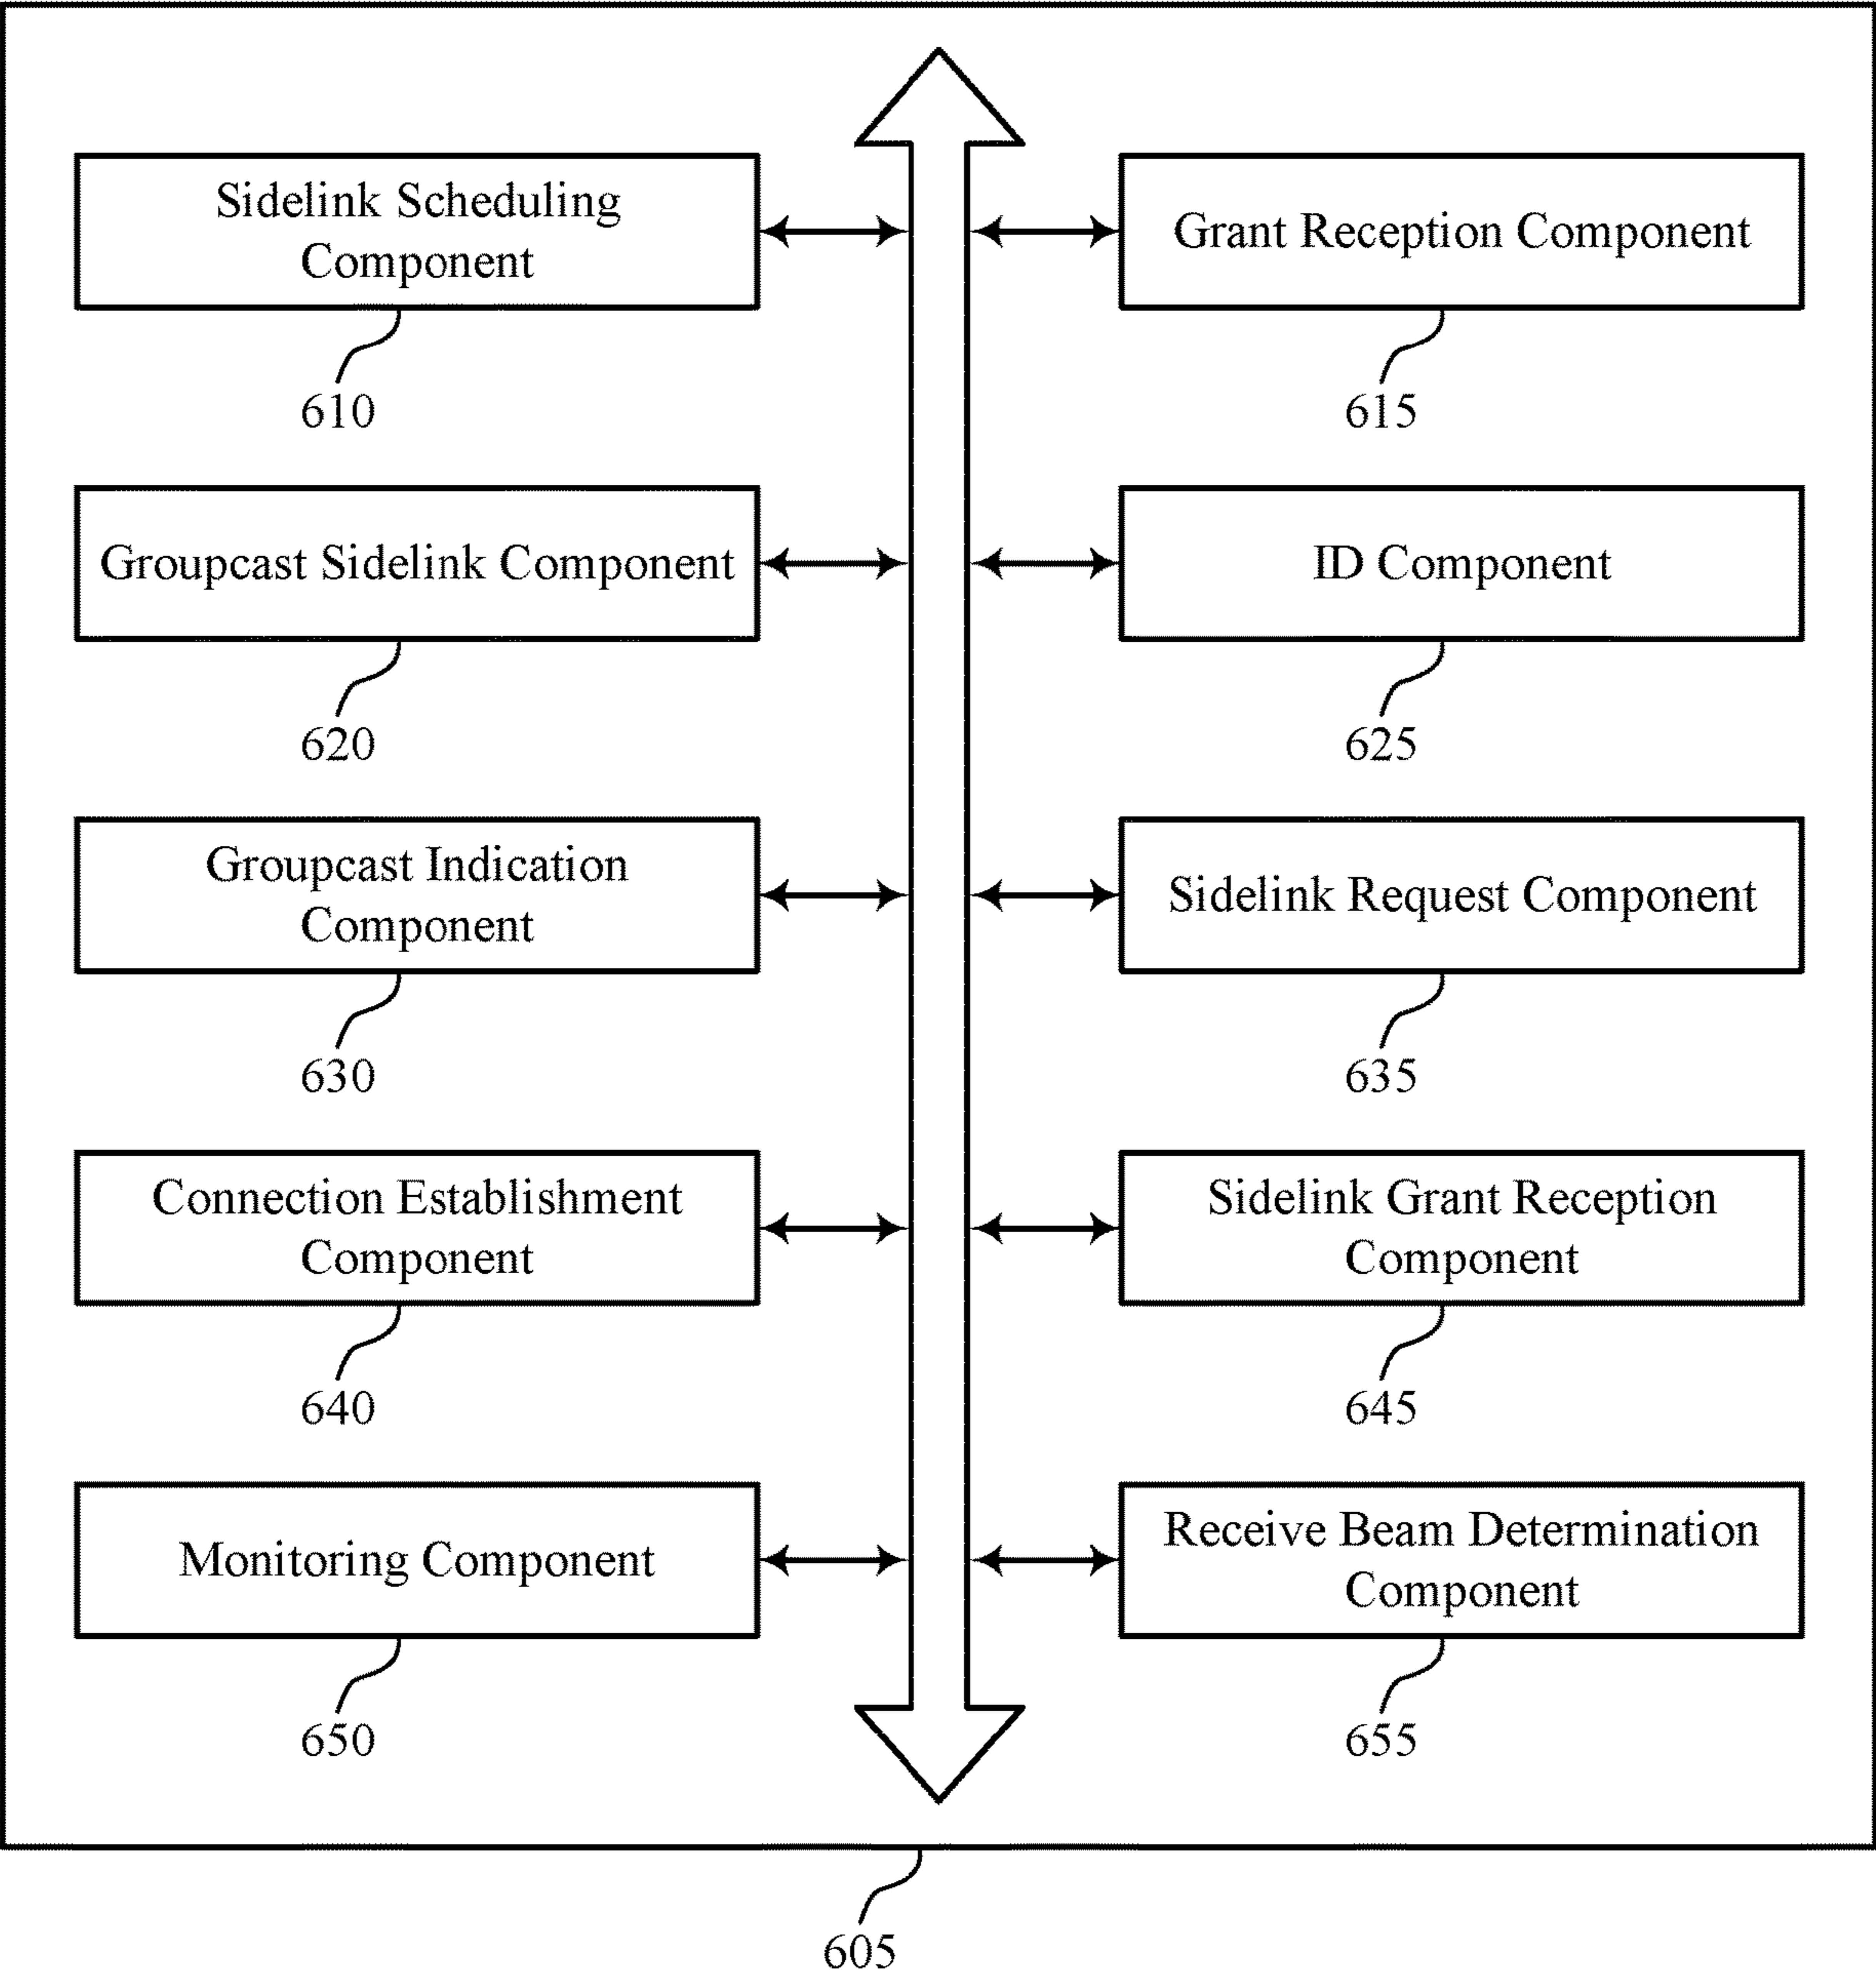 Sidelink Scheduling
Component
610
Grant Reception Component
615
Groupcast Sidelink Component
620
ID Component
625
Groupcast Indication
Component
630
Sidelink Request Component
635
Connection Establishment
Component
640
Sidelink Grant Reception
Component
645
Monitoring Component
650
Receive Beam Determination
Component
655
605